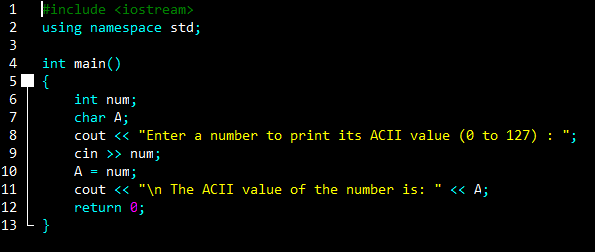 1 #include <iostream>
2 using namespace std;
3
4 int main()
5 {
6 int num;
7 char A;
8 cout << "Enter a number to print its ACII value (0 to 127) : ";
9 cin >> num;
10 A = num;
11 cout << "\n The ACII value of the number is: " << A;
12 return 0;
13 }